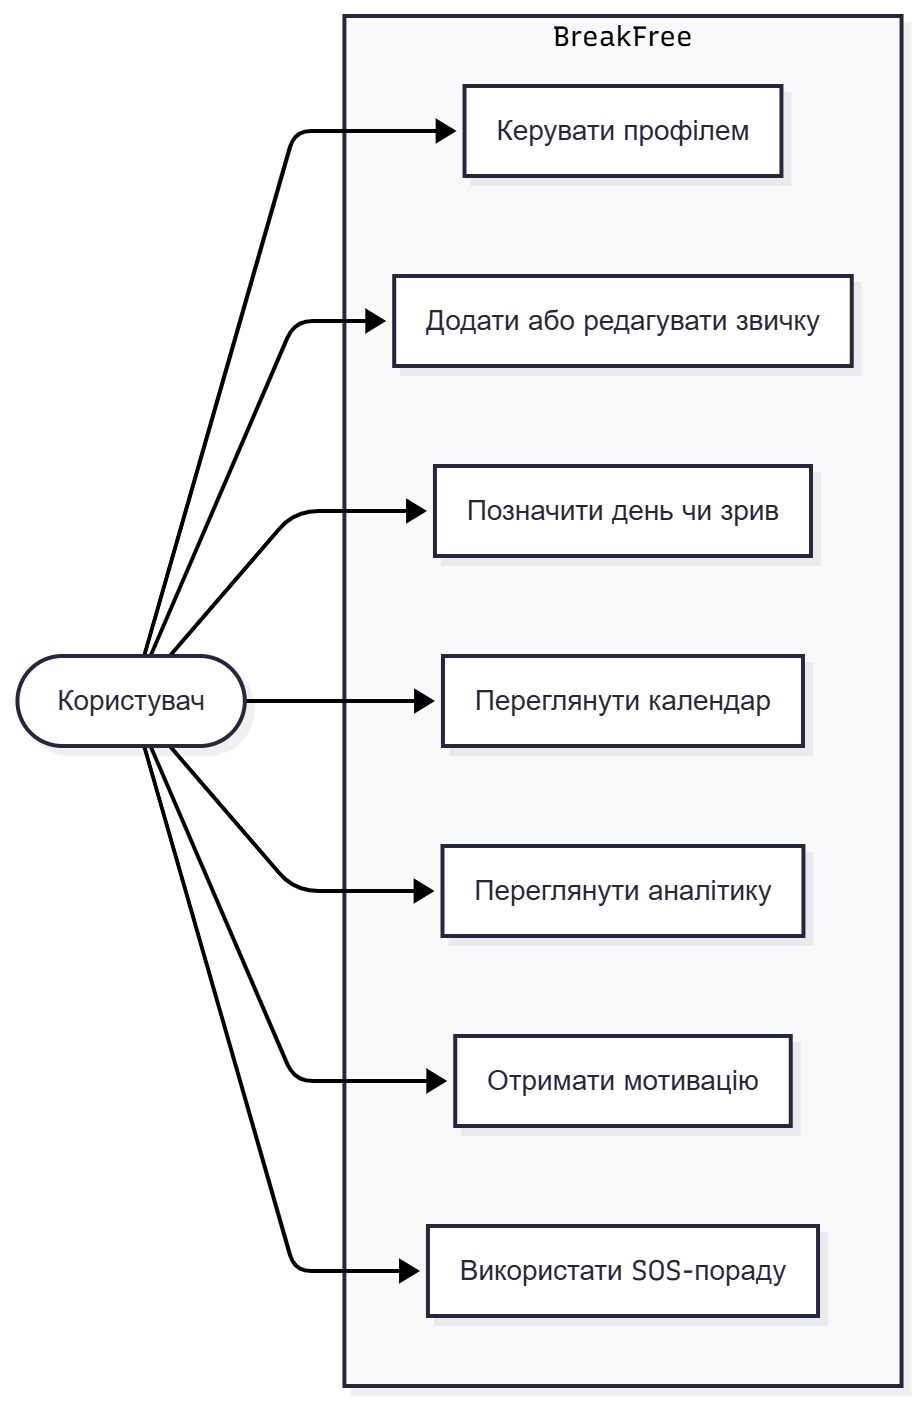 BreakFree
Керувати профілем
Додати або редагувати звичку
Позначити день чи зрив
Користувач
Переглянути календар
Переглянути аналітику
Отримати мотивацію
Використати SOS-пораду